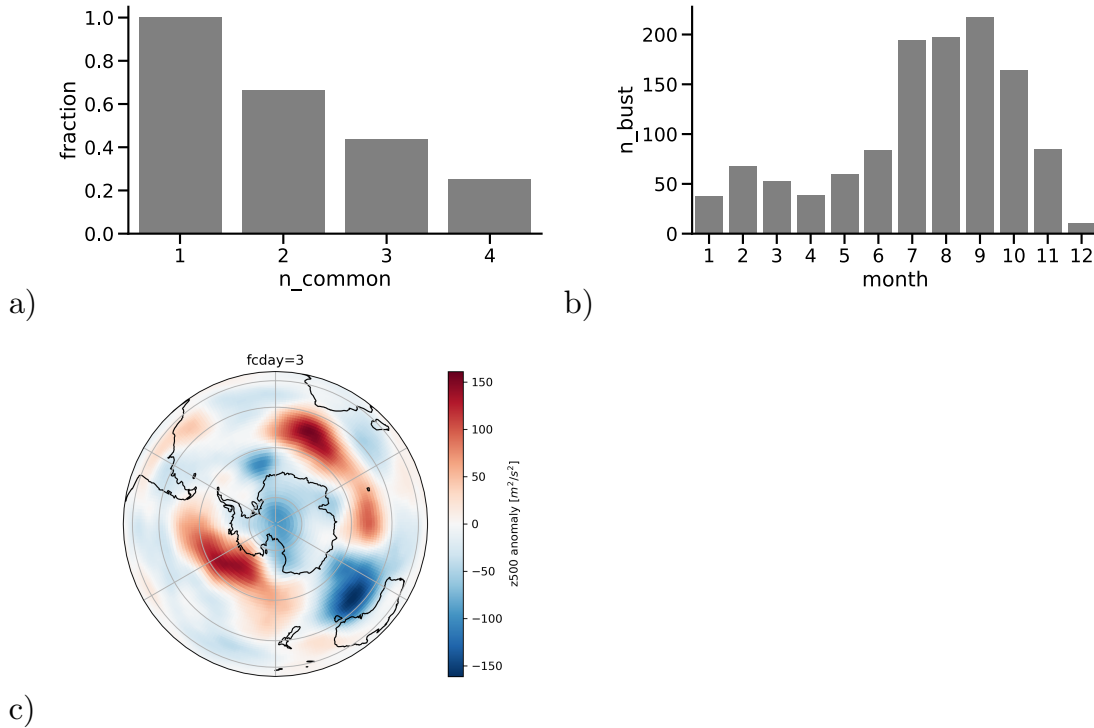 fraction
1.0
0.8
0.6
0.4
0.2
0.0
1 2 3 4
n_common
a)
n_bust
200
150
100
50
0
1 2 3 4 5 6 7 8 9 10 11 12
month
b)
fcday=3
150
100
50
0
−50
−100
−150
z500 anomaly [m²/s²]
c)